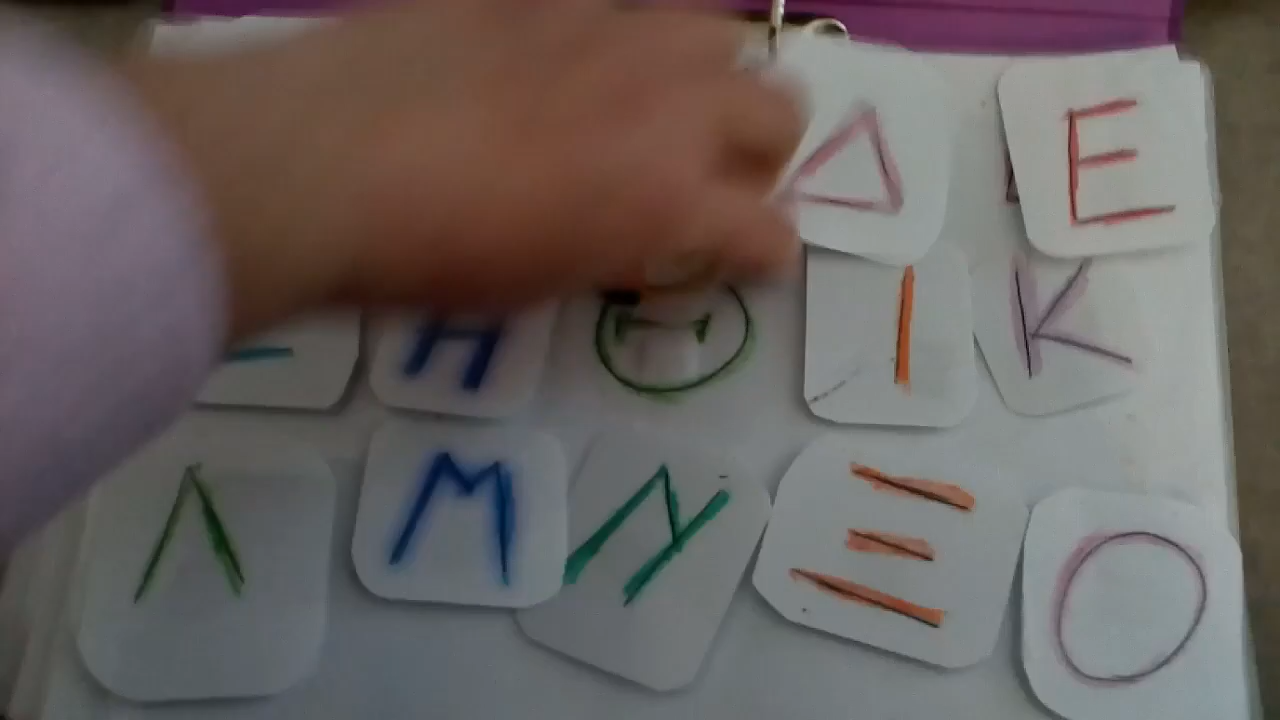 Δ Ε
Η Θ Ι Κ
Λ Μ Ν Ξ Ο